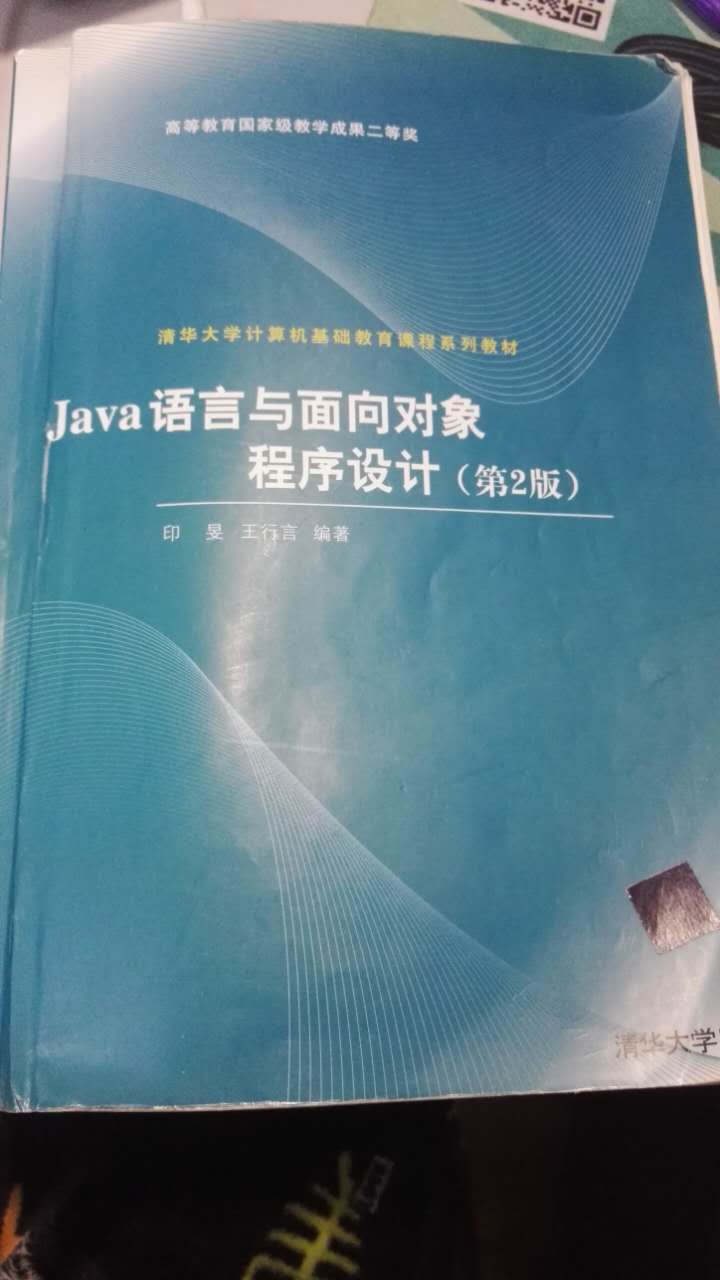 高等教育国家级教学成果二等奖
清华大学计算机基础教育课程系列教材
Java语言与面向对象
程序设计（第2版）
印 旻 王行言 编著
清华大学